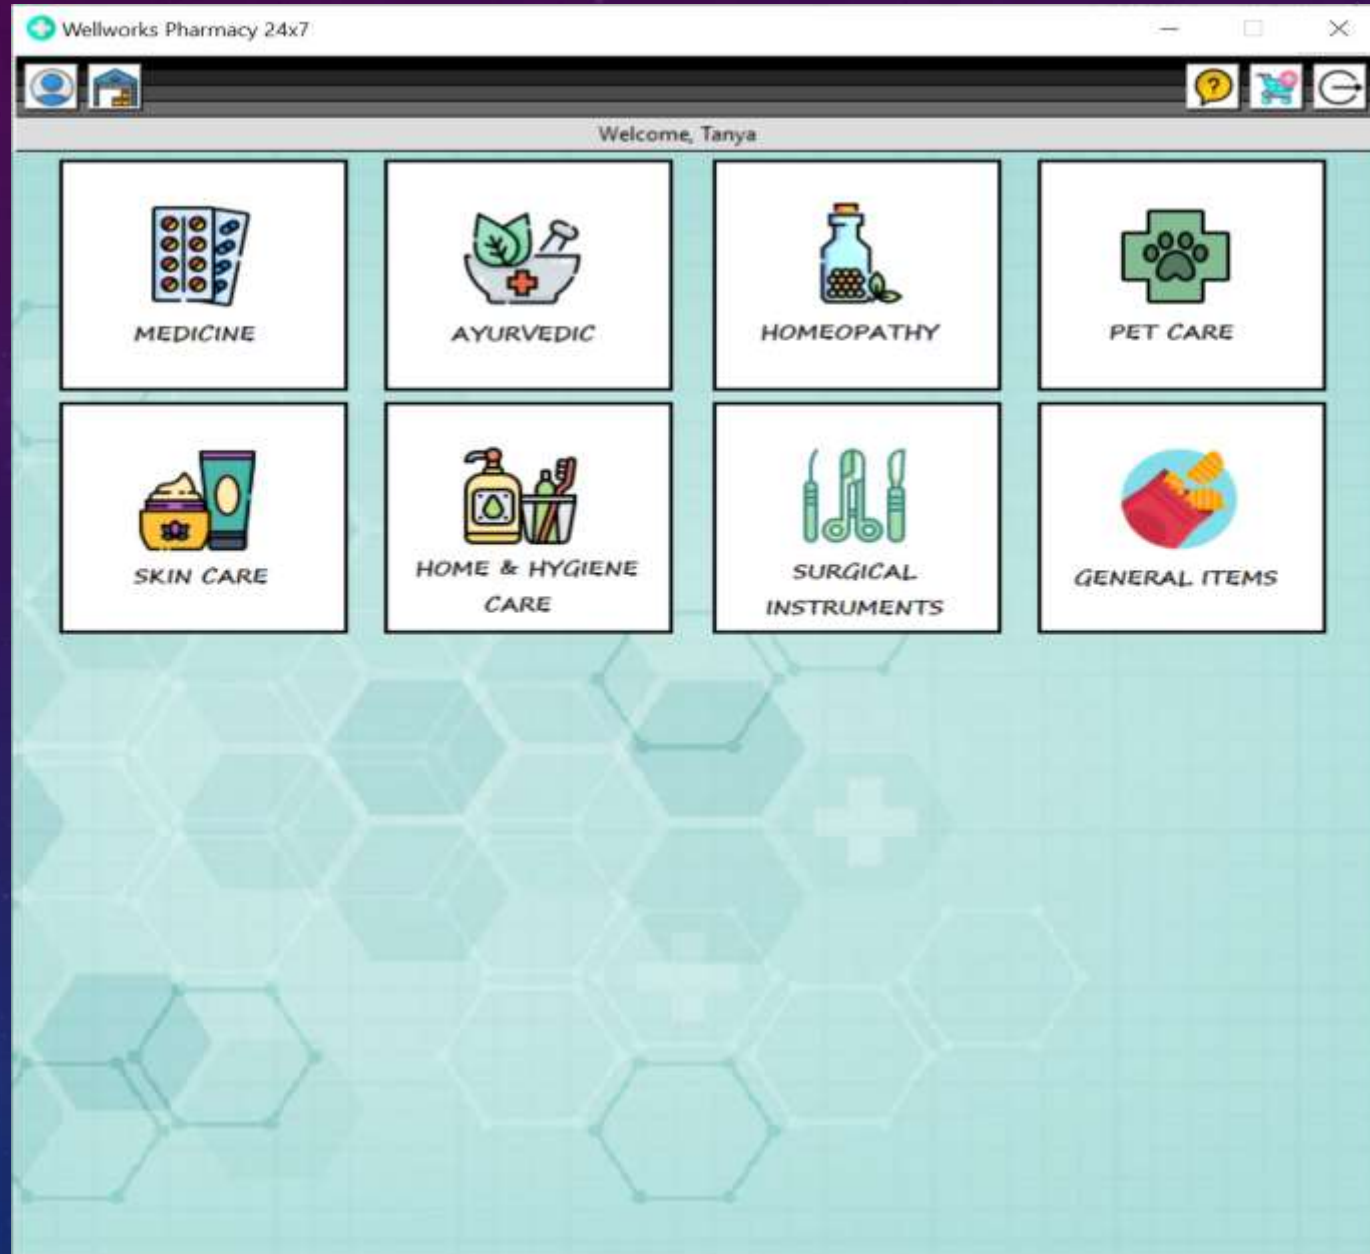 Wellworks Pharmacy 24x7
?
Welcome, Tanya
MEDICINE
AYURVEDIC
HOMEOPATHY
PET CARE
SKIN CARE
HOME & HYGIENE
CARE
SURGICAL
INSTRUMENTS
GENERAL ITEMS